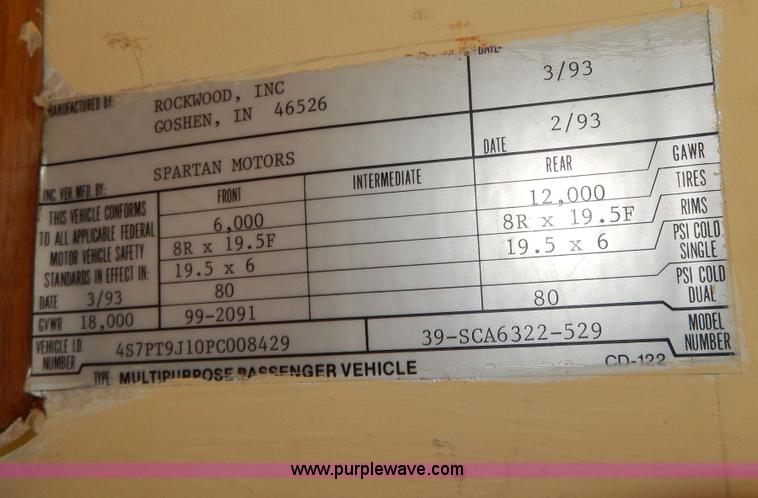 DATE
MANUFACTURED BY: ROCKWOOD, INC 3/93
GOSHEN, IN 46526
DATE 2/93
INC. VEH. MFD. BY: SPARTAN MOTORS
FRONT INTERMEDIATE REAR GAWR
THIS VEHICLE CONFORMS 6,000 12,000 TIRES
TO ALL APPLICABLE FEDERAL 8R x 19.5F 8R x 19.5F RIMS
MOTOR VEHICLE SAFETY 19.5 x 6 19.5 x 6 PSI COLD SINGLE
STANDARDS IN EFFECT IN: 80 80 PSI COLD DUAL
DATE 3/93
GVWR 18,000 99-2091
VEHICLE I.D. NUMBER 4S7PT9J10PC008429 39-SCA6322-529 MODEL NUMBER
TYPE: MULTIPURPOSE PASSENGER VEHICLE CD-122
www.purplewave.com